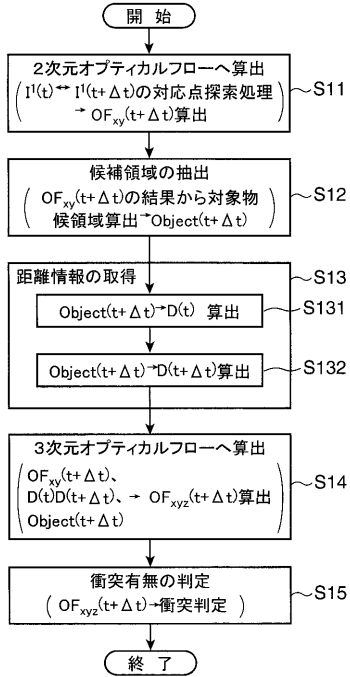 開始
2次元オプティカルフローへ算出
I¹(t)↔I¹(t+Δt)の対応点探索処理
→OFxy(t+Δt)算出
S11
候補領域の抽出
OFxy(t+Δt)の結果から対象物
候領域算出→Object(t+Δt)
S12
距離情報の取得
S13
Object(t+Δt)→D(t) 算出
S131
Object(t+Δt)→D(t+Δt)算出
S132
3次元オプティカルフローへ算出
OFxy(t+Δt)、
D(t)D(t+Δt)、→ OFxyz(t+Δt)算出
Object(t+Δt)
S14
衝突有無の判定
OFxyz(t+Δt)→衝突判定
S15
終了